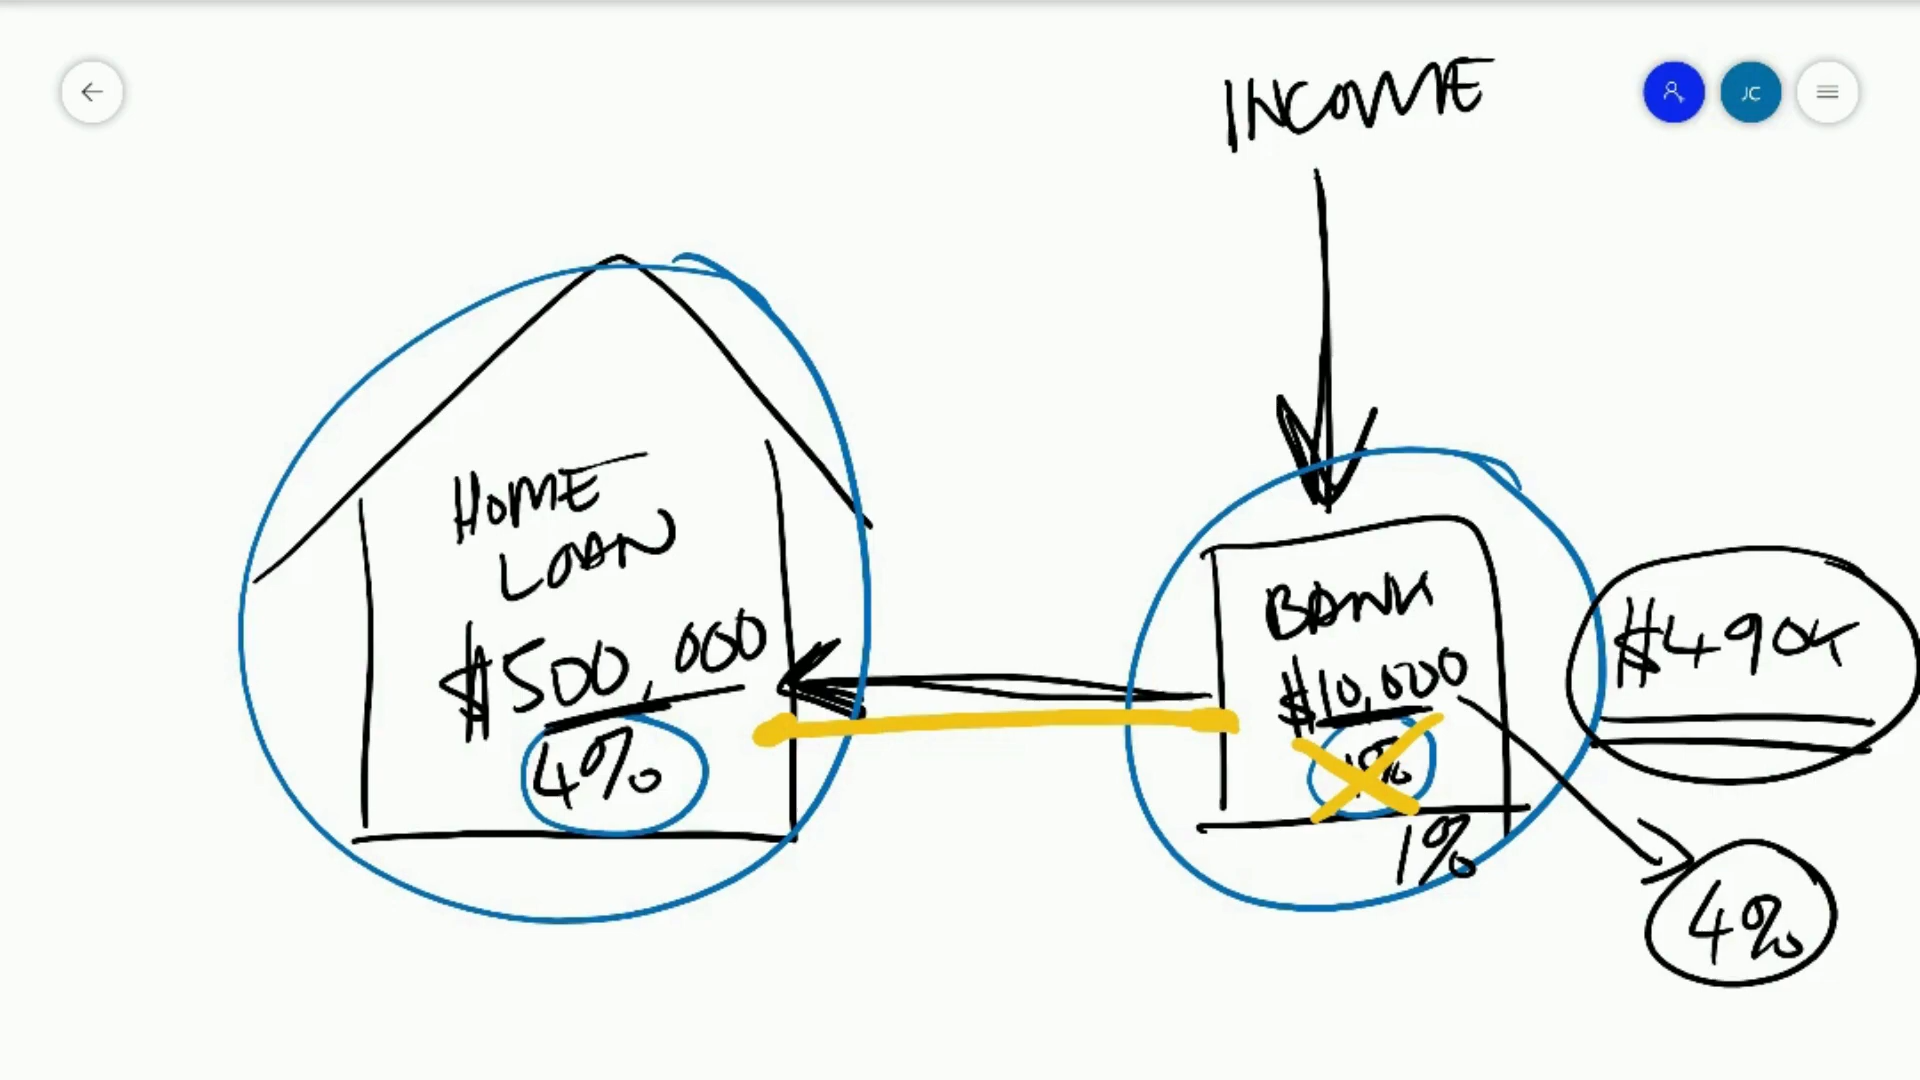 INCOME
JC
HOME
LOAN
$500,000
4%
BANK
$10,000
1%
$490K
4%